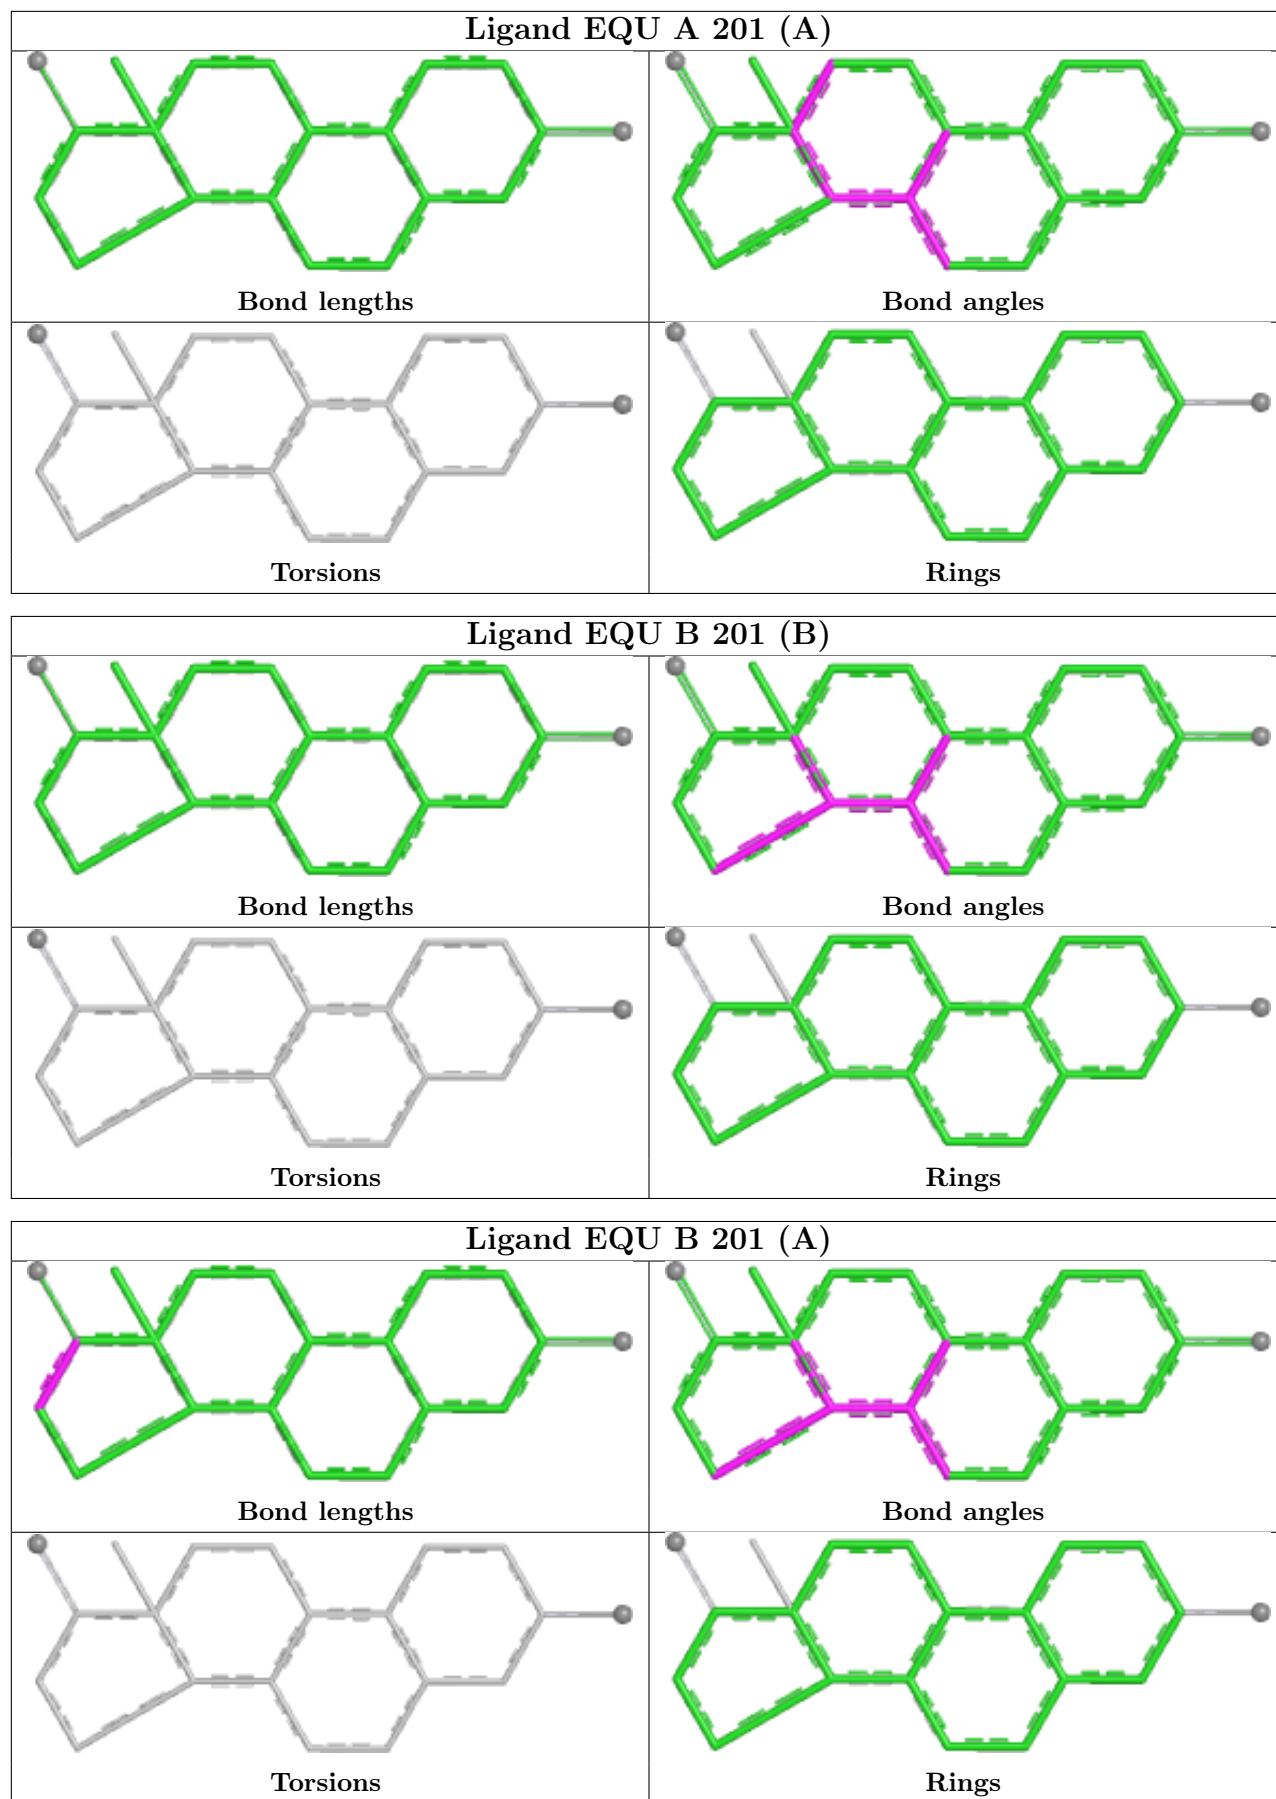 Ligand EQU A 201 (A)
Bond lengths
Bond angles
Torsions
Rings
Ligand EQU B 201 (B)
Bond lengths
Bond angles
Torsions
Rings
Ligand EQU B 201 (A)
Bond lengths
Bond angles
Torsions
Rings